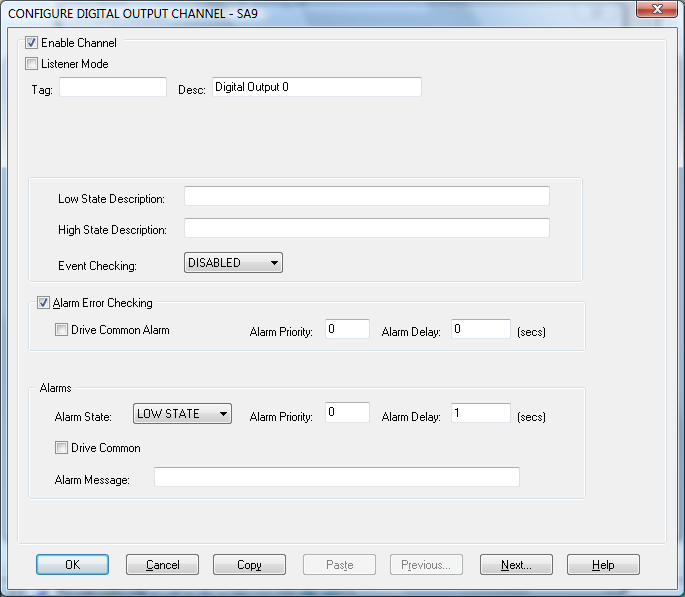 CONFIGURE DIGITAL OUTPUT CHANNEL - SA9
Enable Channel
Listener Mode
Tag: Desc: Digital Output 0
Low State Description:
High State Description:
Event Checking: DISABLED
Alarm Error Checking
Drive Common Alarm Alarm Priority: 0 Alarm Delay: 0 (secs)
Alarms
Alarm State: LOW STATE Alarm Priority: 0 Alarm Delay: 1 (secs)
Drive Common
Alarm Message:
OK Cancel Copy Paste Previous... Next... Help